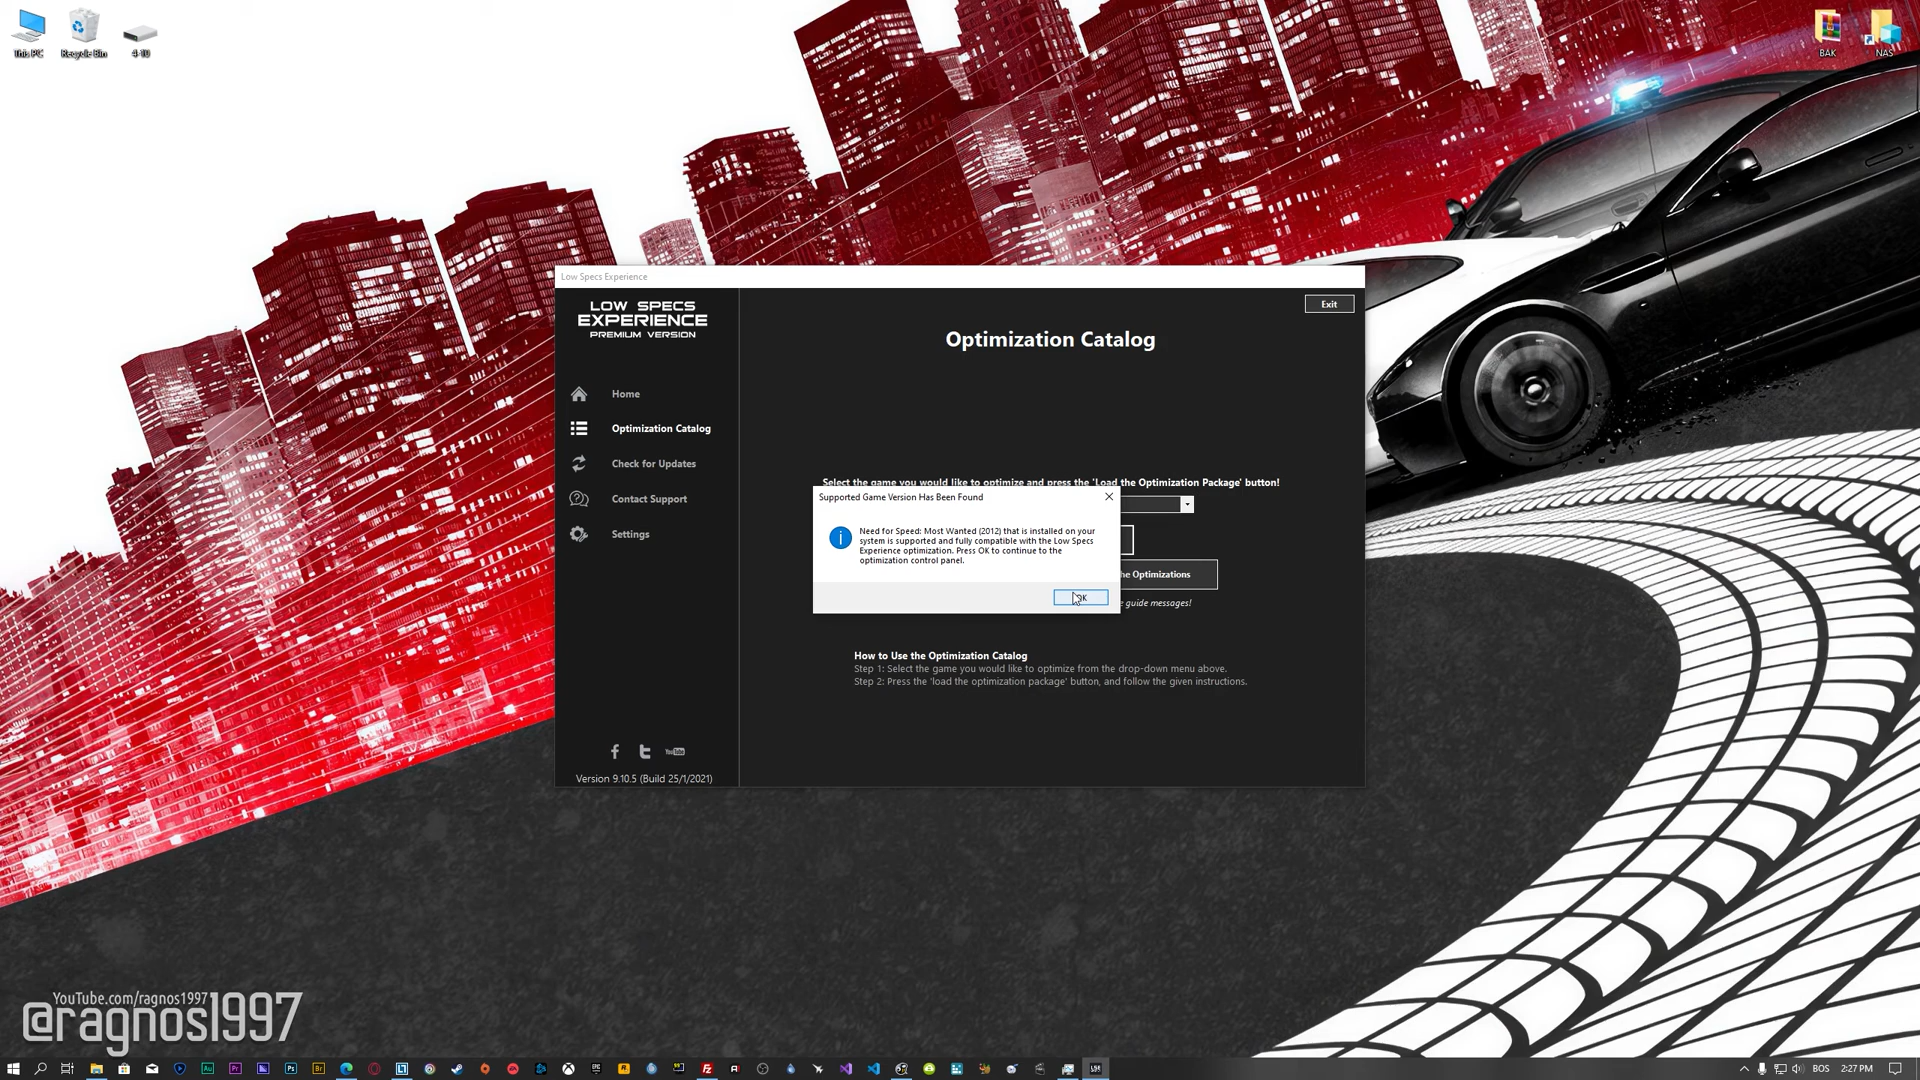 This PC
Recycle Bin
4-10
BAK
NAS
Low Specs Experience
LOW SPECS
EXPERIENCE
PREMIUM VERSION
Exit
Optimization Catalog
Home
Optimization Catalog
Check for Updates
Contact Support
Settings
Select the game you would like to optimize and press the 'Load the Optimization Package' button!
Supported Game Version Has Been Found
Need for Speed: Most Wanted (2012) that is installed on your
system is supported and fully compatible with the Low Specs
Experience optimization. Press OK to continue to the
optimization control panel.
OK
he Optimizations
e guide messages!
How to Use the Optimization Catalog
Step 1: Select the game you would like to optimize from the drop-down menu above.
Step 2: Press the 'load the optimization package' button, and follow the given instructions.
Version 9.10.5 (Build 25/1/2021)
YouTube.com/ragnos1997
@ragnos1997
BOS
2:27 PM